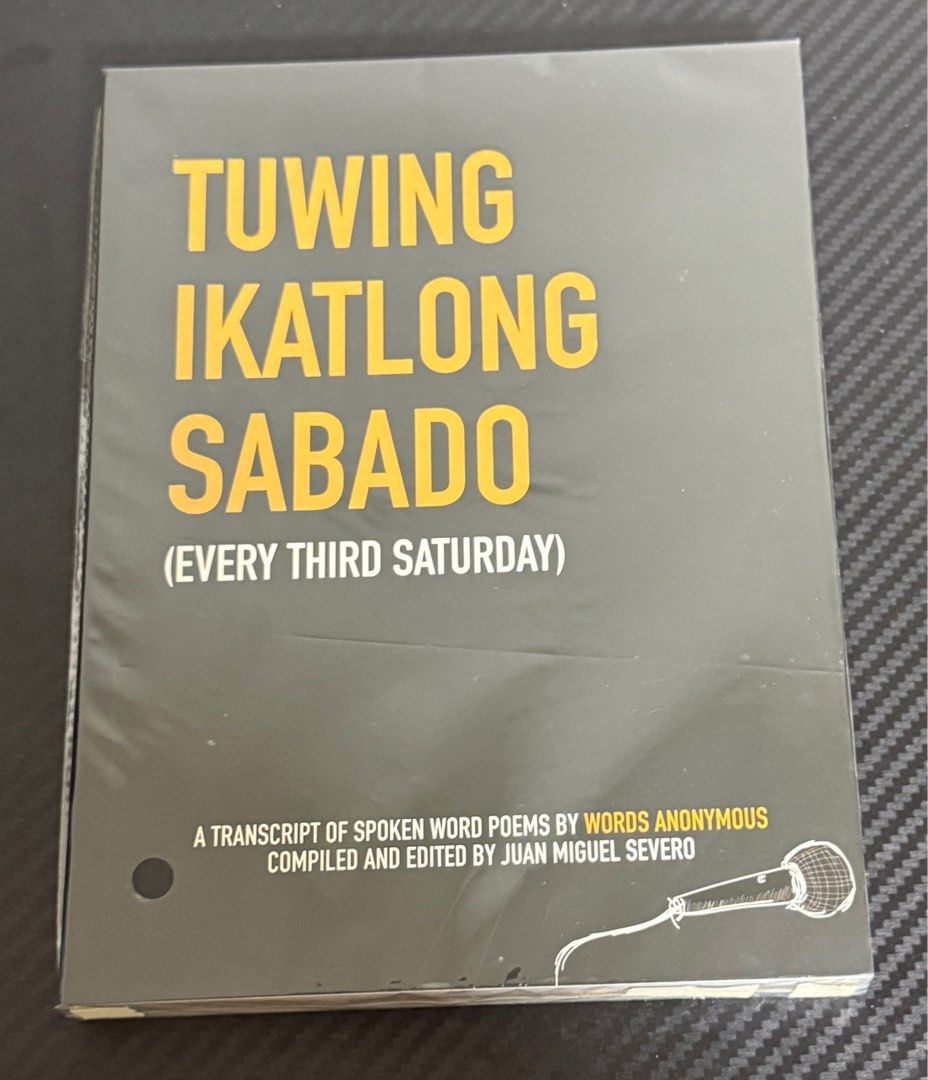 TUWING
IKATLONG
SABADO
(EVERY THIRD SATURDAY)
A TRANSCRIPT OF SPOKEN WORD POEMS BY WORDS ANONYMOUS
COMPILED AND EDITED BY JUAN MIGUEL SEVERO